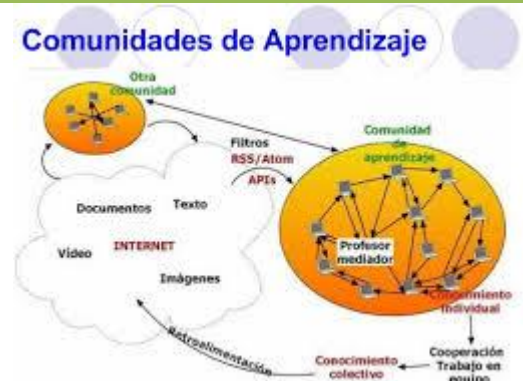 Comunidades de Aprendizaje
Otra
comunidad
Filtros
RSS/Atom
APIs
Comunidad
de
aprendizaje
Documentos
Texto
Video
INTERNET
Imágenes
Profesor
mediador
Conocimiento
Individual
Cooperación
Trabajo en
equipo
Conocimiento
colectivo
Retroalimentación